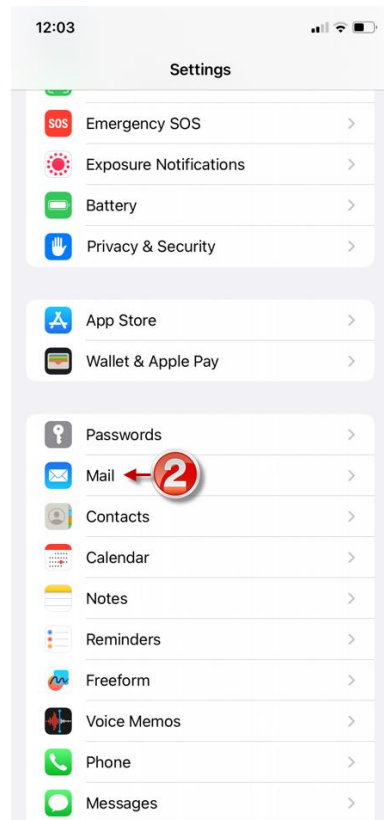 12:03
Settings
SOS Emergency SOS
Exposure Notifications
Battery
Privacy & Security
App Store
Wallet & Apple Pay
Passwords
Mail 2
Contacts
Calendar
Notes
Reminders
Freeform
Voice Memos
Phone
Messages